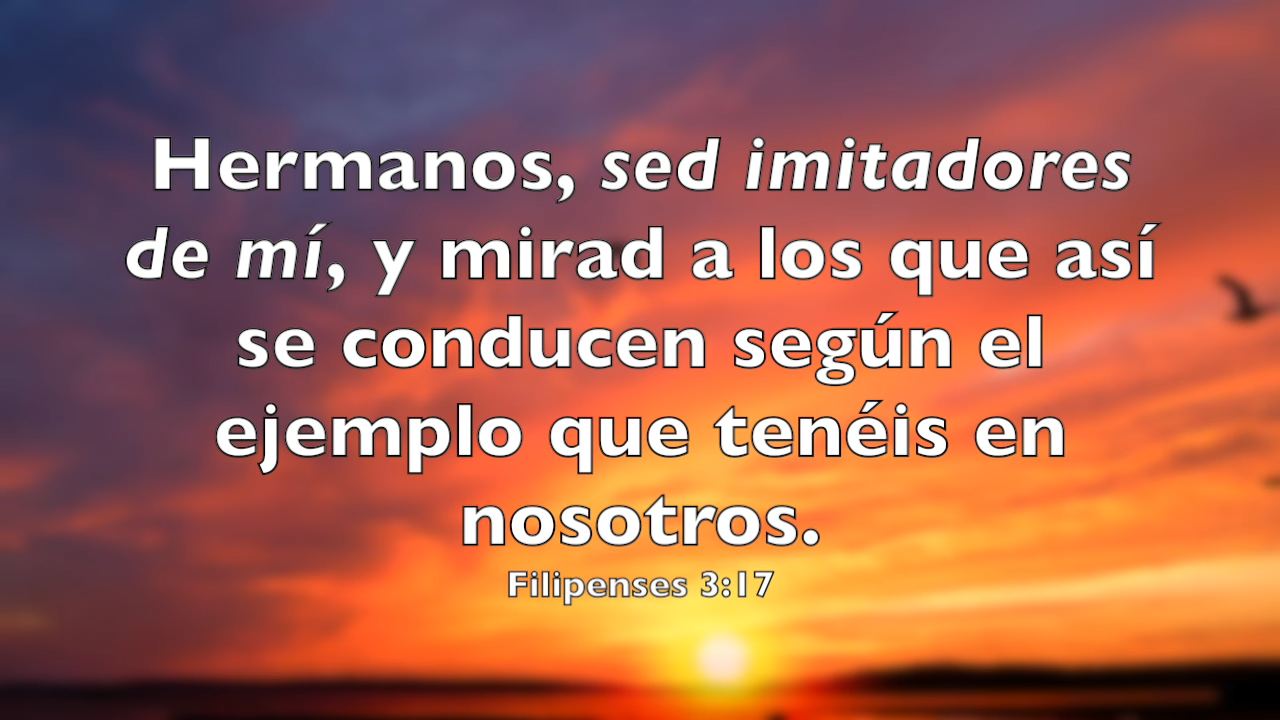 Hermanos, sed imitadores
de mí, y mirad a los que así
se conducen según el
ejemplo que tenéis en
nosotros.
Filipenses 3:17